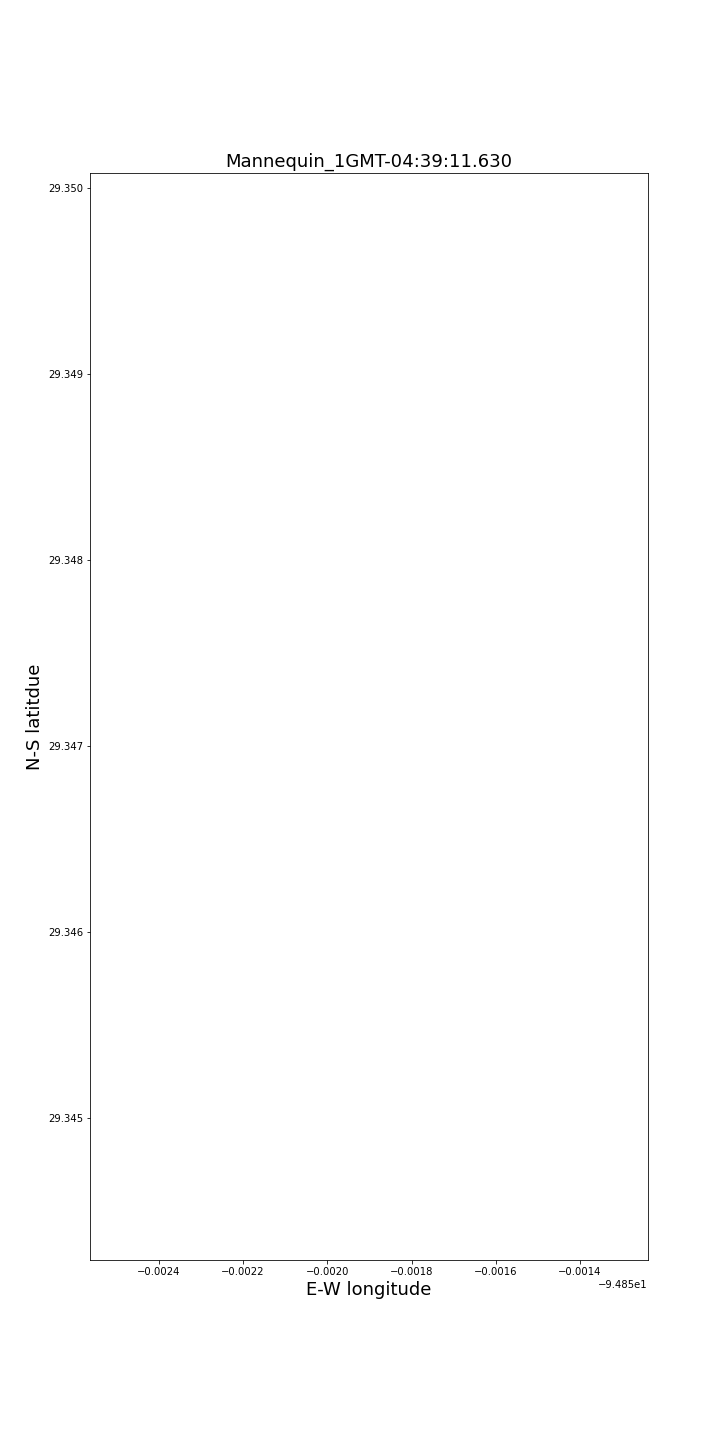 Mannequin_1GMT-04:39:11.630
29.350
29.349
29.348
N-S latitdue
29.347
29.346
29.345
−0.0024 −0.0022 −0.0020 −0.0018 −0.0016 −0.0014
−9.485e1
E-W longitude